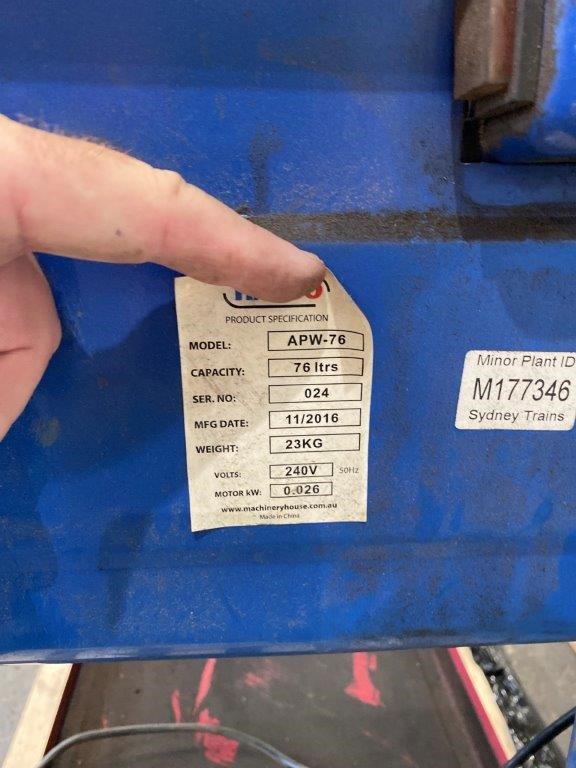 PRODUCT SPECIFICATION
MODEL: APW-76
CAPACITY: 76 ltrs
SER. NO: 024
MFG DATE: 11/2016
WEIGHT: 23KG
VOLTS: 240V 50Hz
MOTOR kW: 0.026
www.machineryhouse.com.au
Made in China
Minor Plant ID
M177346
Sydney Trains